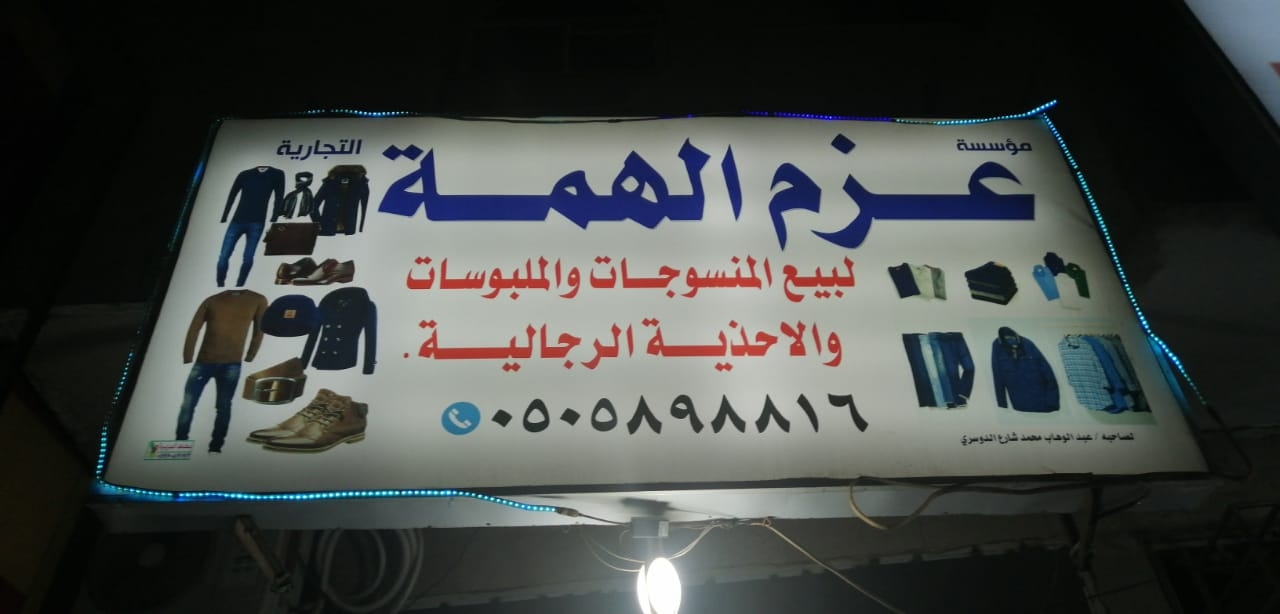 مؤسسة
عزم الهمة
التجارية
لبيع المنسوجات والملبوسات
والاحذية الرجالية .
٠٥٠٥٨٩٨٨١٦
لصاحبه / عبد الوهاب محمد شارع الدوسري